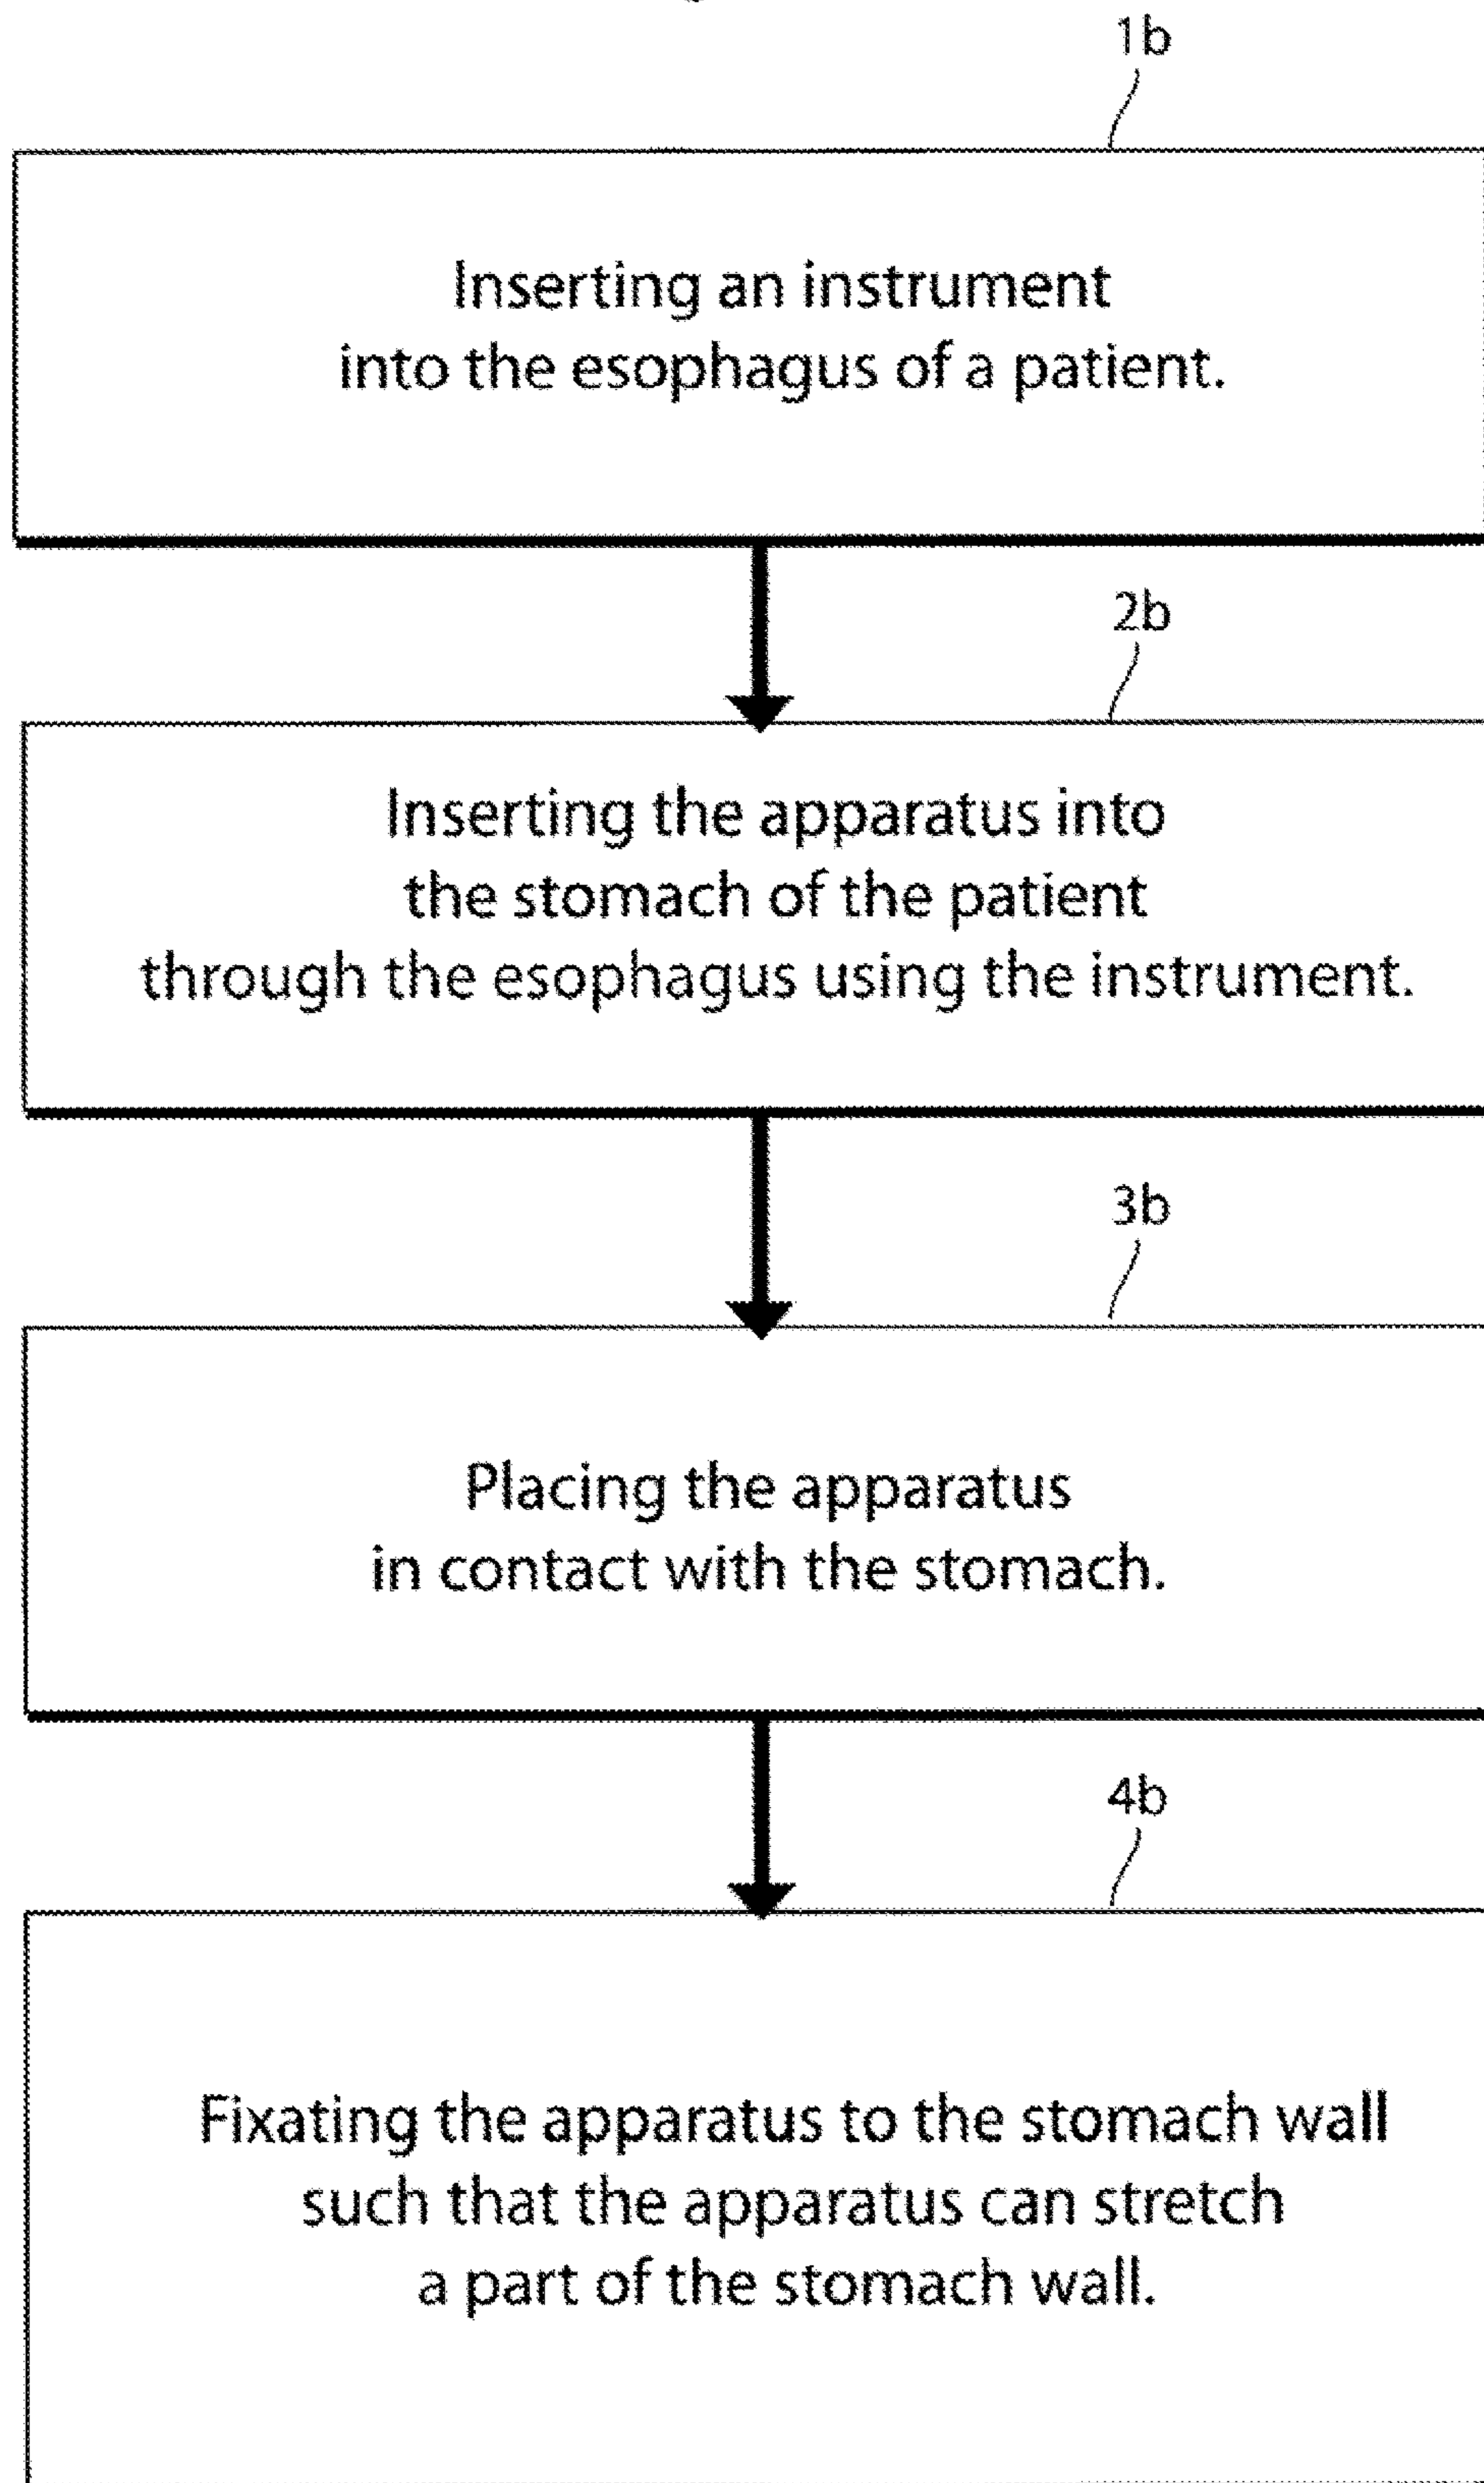 1b
Inserting an instrument
into the esophagus of a patient.
2b
Inserting the apparatus into
the stomach of the patient
through the esophagus using the instrument.
3b
Placing the apparatus
in contact with the stomach.
4b
Fixating the apparatus to the stomach wall
such that the apparatus can stretch
a part of the stomach wall.